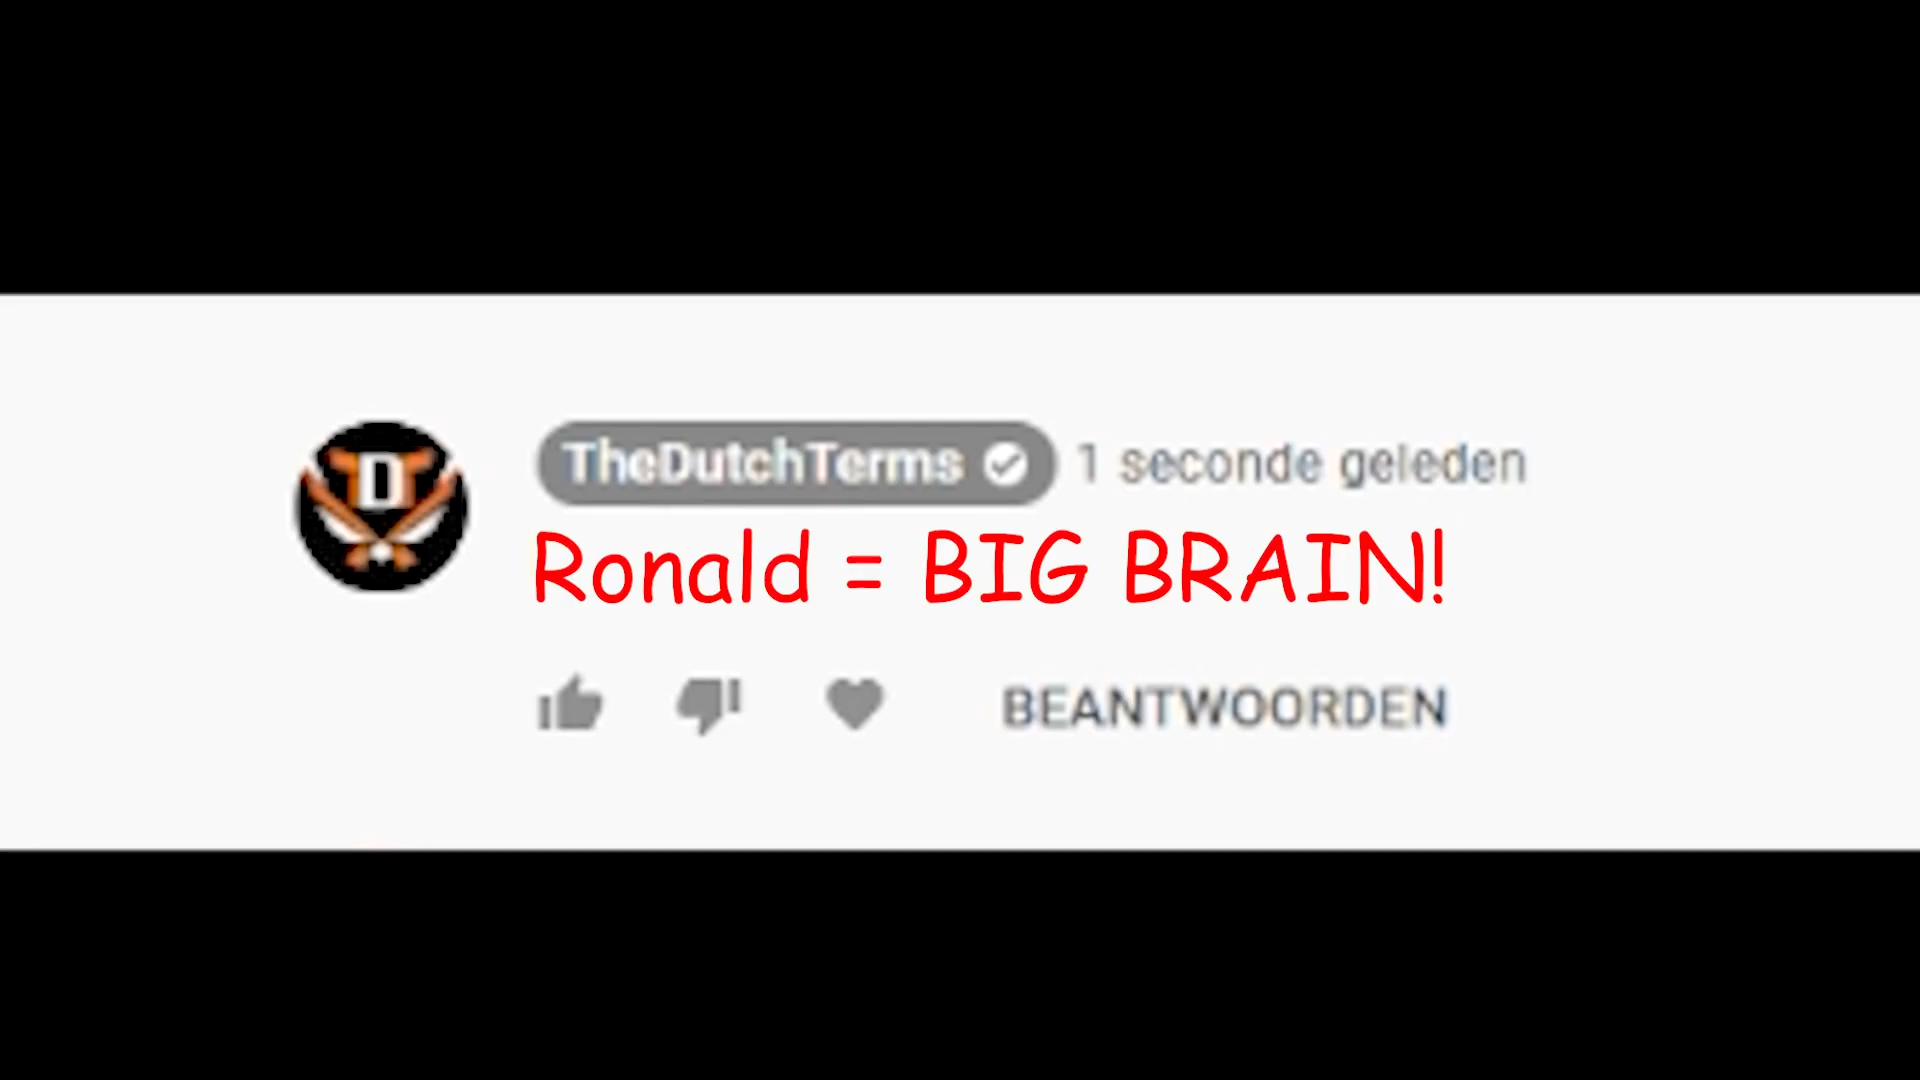 D
TheDutchTerms 1 seconde geleden
Ronald = BIG BRAIN!
BEANTWOORDEN